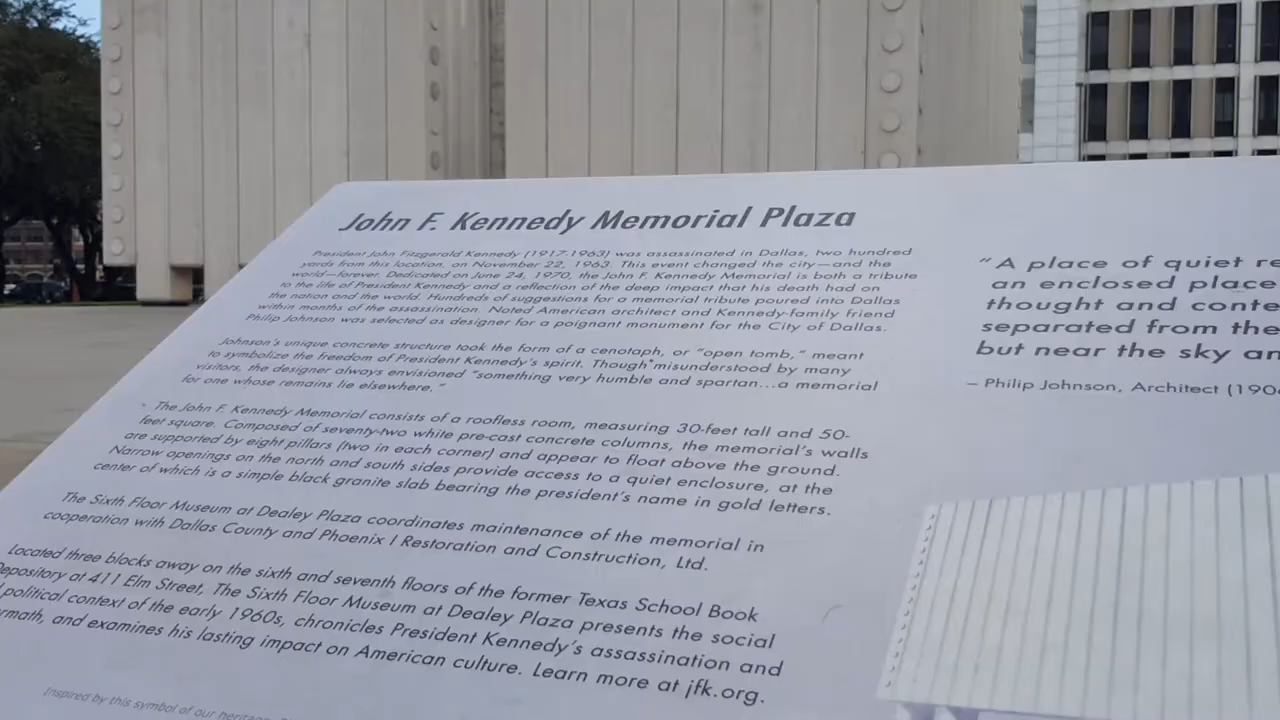 John F. Kennedy Memorial Plaza
President John Fitzgerald Kennedy (1917-1963) was assassinated in Dallas, two hundred
yards from this location, on November 22, 1963. This event changed the city—and the
world—forever. Dedicated on June 24, 1970, the John F. Kennedy Memorial is both a tribute
to the life of President Kennedy and a reflection of the deep impact that his death had on
the nation and the world. Hundreds of suggestions for a memorial tribute poured into Dallas
within months of the assassination. Noted American architect and Kennedy-family friend
Philip Johnson was selected as designer for a poignant monument for the City of Dallas.
Johnson's unique concrete structure took the form of a cenotaph, or "open tomb," meant
to symbolize the freedom of President Kennedy's spirit. Though misunderstood by many
visitors, the designer always envisioned "something very humble and spartan...a memorial
for one whose remains lie elsewhere."
The John F. Kennedy Memorial consists of a roofless room, measuring 30-feet tall and 50-
feet square. Composed of seventy-two white pre-cast concrete columns, the memorial's walls
are supported by eight pillars (two in each corner) and appear to float above the ground.
Narrow openings on the north and south sides provide access to a quiet enclosure, at the
center of which is a simple black granite slab bearing the president's name in gold letters.
The Sixth Floor Museum at Dealey Plaza coordinates maintenance of the memorial in
cooperation with Dallas County and Phoenix I Restoration and Construction, Ltd.
Located three blocks away on the sixth and seventh floors of the former Texas School Book
Depository at 411 Elm Street, The Sixth Floor Museum at Dealey Plaza presents the social
political context of the early 1960s, chronicles President Kennedy's assassination and
rmath, and examines his lasting impact on American culture. Learn more at jfk.org.
Inspired by this symbol of our heritage
"A place of quiet re
an enclosed place
thought and conte
separated from the
but near the sky an
– Philip Johnson, Architect (190